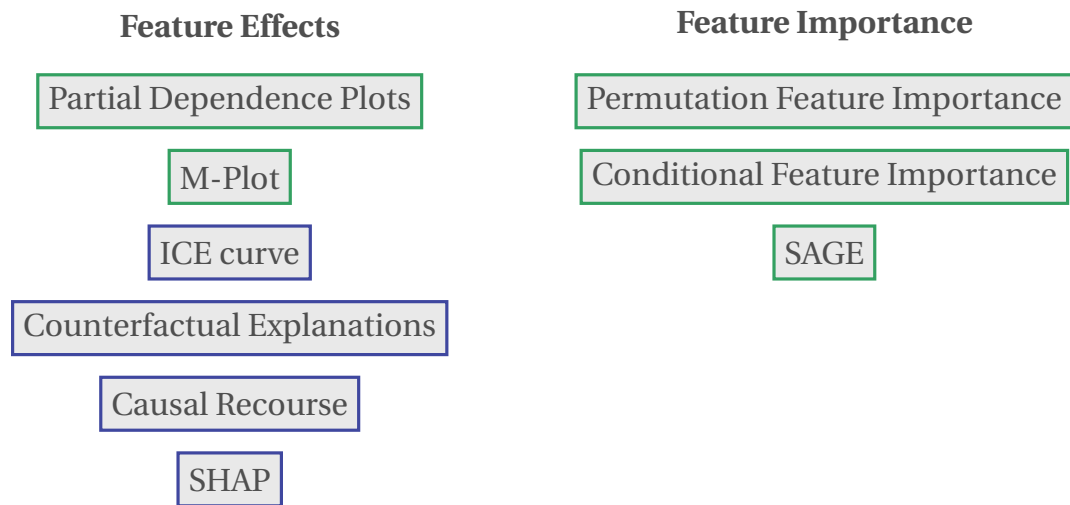 Feature Effects
Partial Dependence Plots
M-Plot
ICE curve
Counterfactual Explanations
Causal Recourse
SHAP
Feature Importance
Permutation Feature Importance
Conditional Feature Importance
SAGE